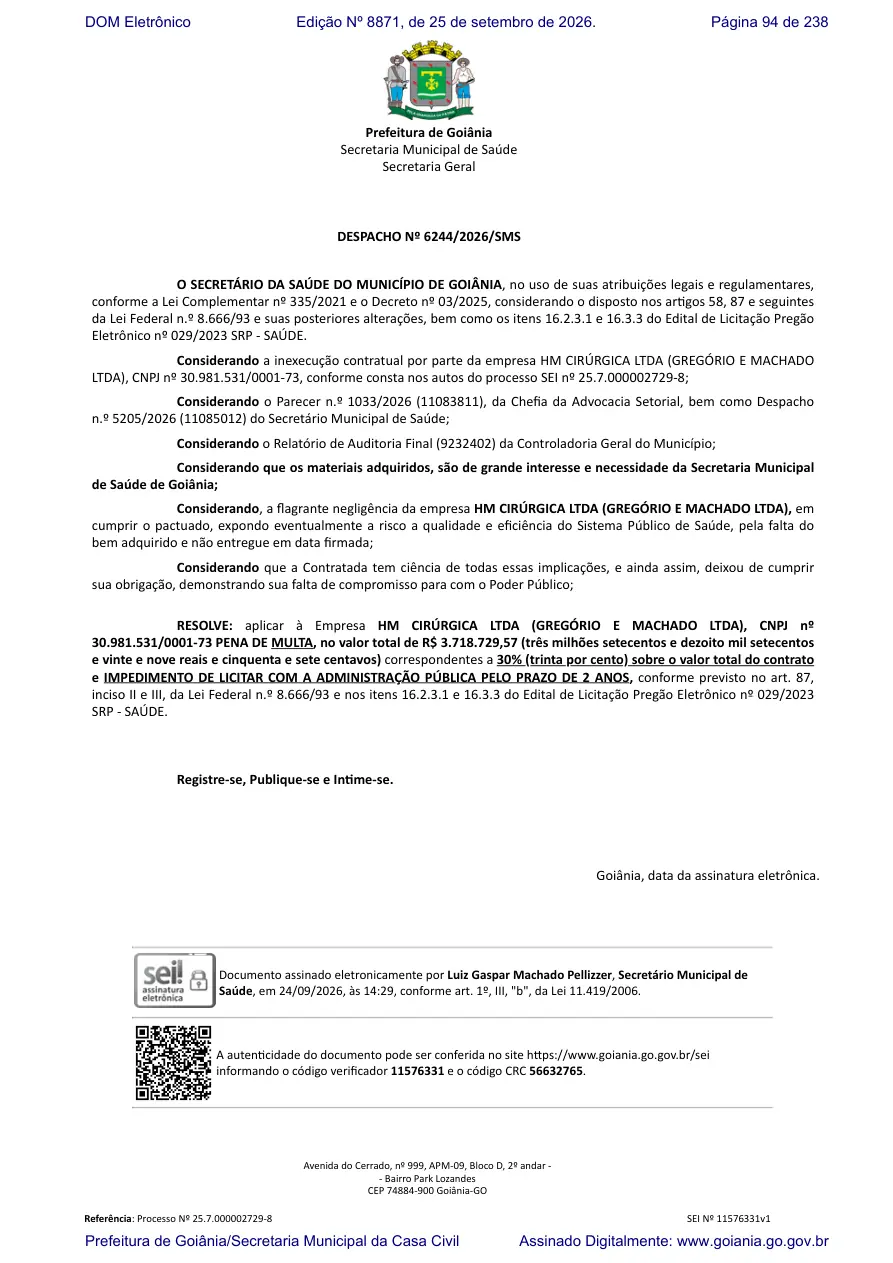 DOM Eletrônico Edição Nº 8871, de 25 de setembro de 2026. Página 94 de 238
Prefeitura de Goiânia
Secretaria Municipal de Saúde
Secretaria Geral
DESPACHO Nº 6244/2026/SMS
O SECRETÁRIO DA SAÚDE DO MUNICÍPIO DE GOIÂNIA, no uso de suas atribuições legais e regulamentares,
conforme a Lei Complementar nº 335/2021 e o Decreto nº 03/2025, considerando o disposto nos artigos 58, 87 e seguintes
da Lei Federal n.º 8.666/93 e suas posteriores alterações, bem como os itens 16.2.3.1 e 16.3.3 do Edital de Licitação Pregão
Eletrônico nº 029/2023 SRP - SAÚDE.
Considerando a inexecução contratual por parte da empresa HM CIRÚRGICA LTDA (GREGÓRIO E MACHADO
LTDA), CNPJ nº 30.981.531/0001-73, conforme consta nos autos do processo SEI nº 25.7.000002729-8;
Considerando o Parecer n.º 1033/2026 (11083811), da Chefia da Advocacia Setorial, bem como Despacho
n.º 5205/2026 (11085012) do Secretário Municipal de Saúde;
Considerando o Relatório de Auditoria Final (9232402) da Controladoria Geral do Município;
Considerando que os materiais adquiridos, são de grande interesse e necessidade da Secretaria Municipal
de Saúde de Goiânia;
Considerando, a flagrante negligência da empresa HM CIRÚRGICA LTDA (GREGÓRIO E MACHADO LTDA), em
cumprir o pactuado, expondo eventualmente a risco a qualidade e eficiência do Sistema Público de Saúde, pela falta do
bem adquirido e não entregue em data firmada;
Considerando que a Contratada tem ciência de todas essas implicações, e ainda assim, deixou de cumprir
sua obrigação, demonstrando sua falta de compromisso para com o Poder Público;
RESOLVE: aplicar à Empresa HM CIRÚRGICA LTDA (GREGÓRIO E MACHADO LTDA), CNPJ nº
30.981.531/0001-73 PENA DE MULTA, no valor total de R$ 3.718.729,57 (três milhões setecentos e dezoito mil setecentos
e vinte e nove reais e cinquenta e sete centavos) correspondentes a 30% (trinta por cento) sobre o valor total do contrato
e IMPEDIMENTO DE LICITAR COM A ADMINISTRAÇÃO PÚBLICA PELO PRAZO DE 2 ANOS, conforme previsto no art. 87,
inciso II e III, da Lei Federal n.º 8.666/93 e nos itens 16.2.3.1 e 16.3.3 do Edital de Licitação Pregão Eletrônico nº 029/2023
SRP - SAÚDE.
Registre-se, Publique-se e Intime-se.
Goiânia, data da assinatura eletrônica.
sei!
assinatura
eletrônica
Documento assinado eletronicamente por Luiz Gaspar Machado Pellizzer, Secretário Municipal de
Saúde, em 24/09/2026, às 14:29, conforme art. 1º, III, "b", da Lei 11.419/2006.
A autenticidade do documento pode ser conferida no site https://www.goiania.go.gov.br/sei
informando o código verificador 11576331 e o código CRC 56632765.
Avenida do Cerrado, nº 999, APM-09, Bloco D, 2º andar -
- Bairro Park Lozandes
CEP 74884-900 Goiânia-GO
Referência: Processo Nº 25.7.000002729-8 SEI Nº 11576331v1
Prefeitura de Goiânia/Secretaria Municipal da Casa Civil Assinado Digitalmente: www.goiania.go.gov.br